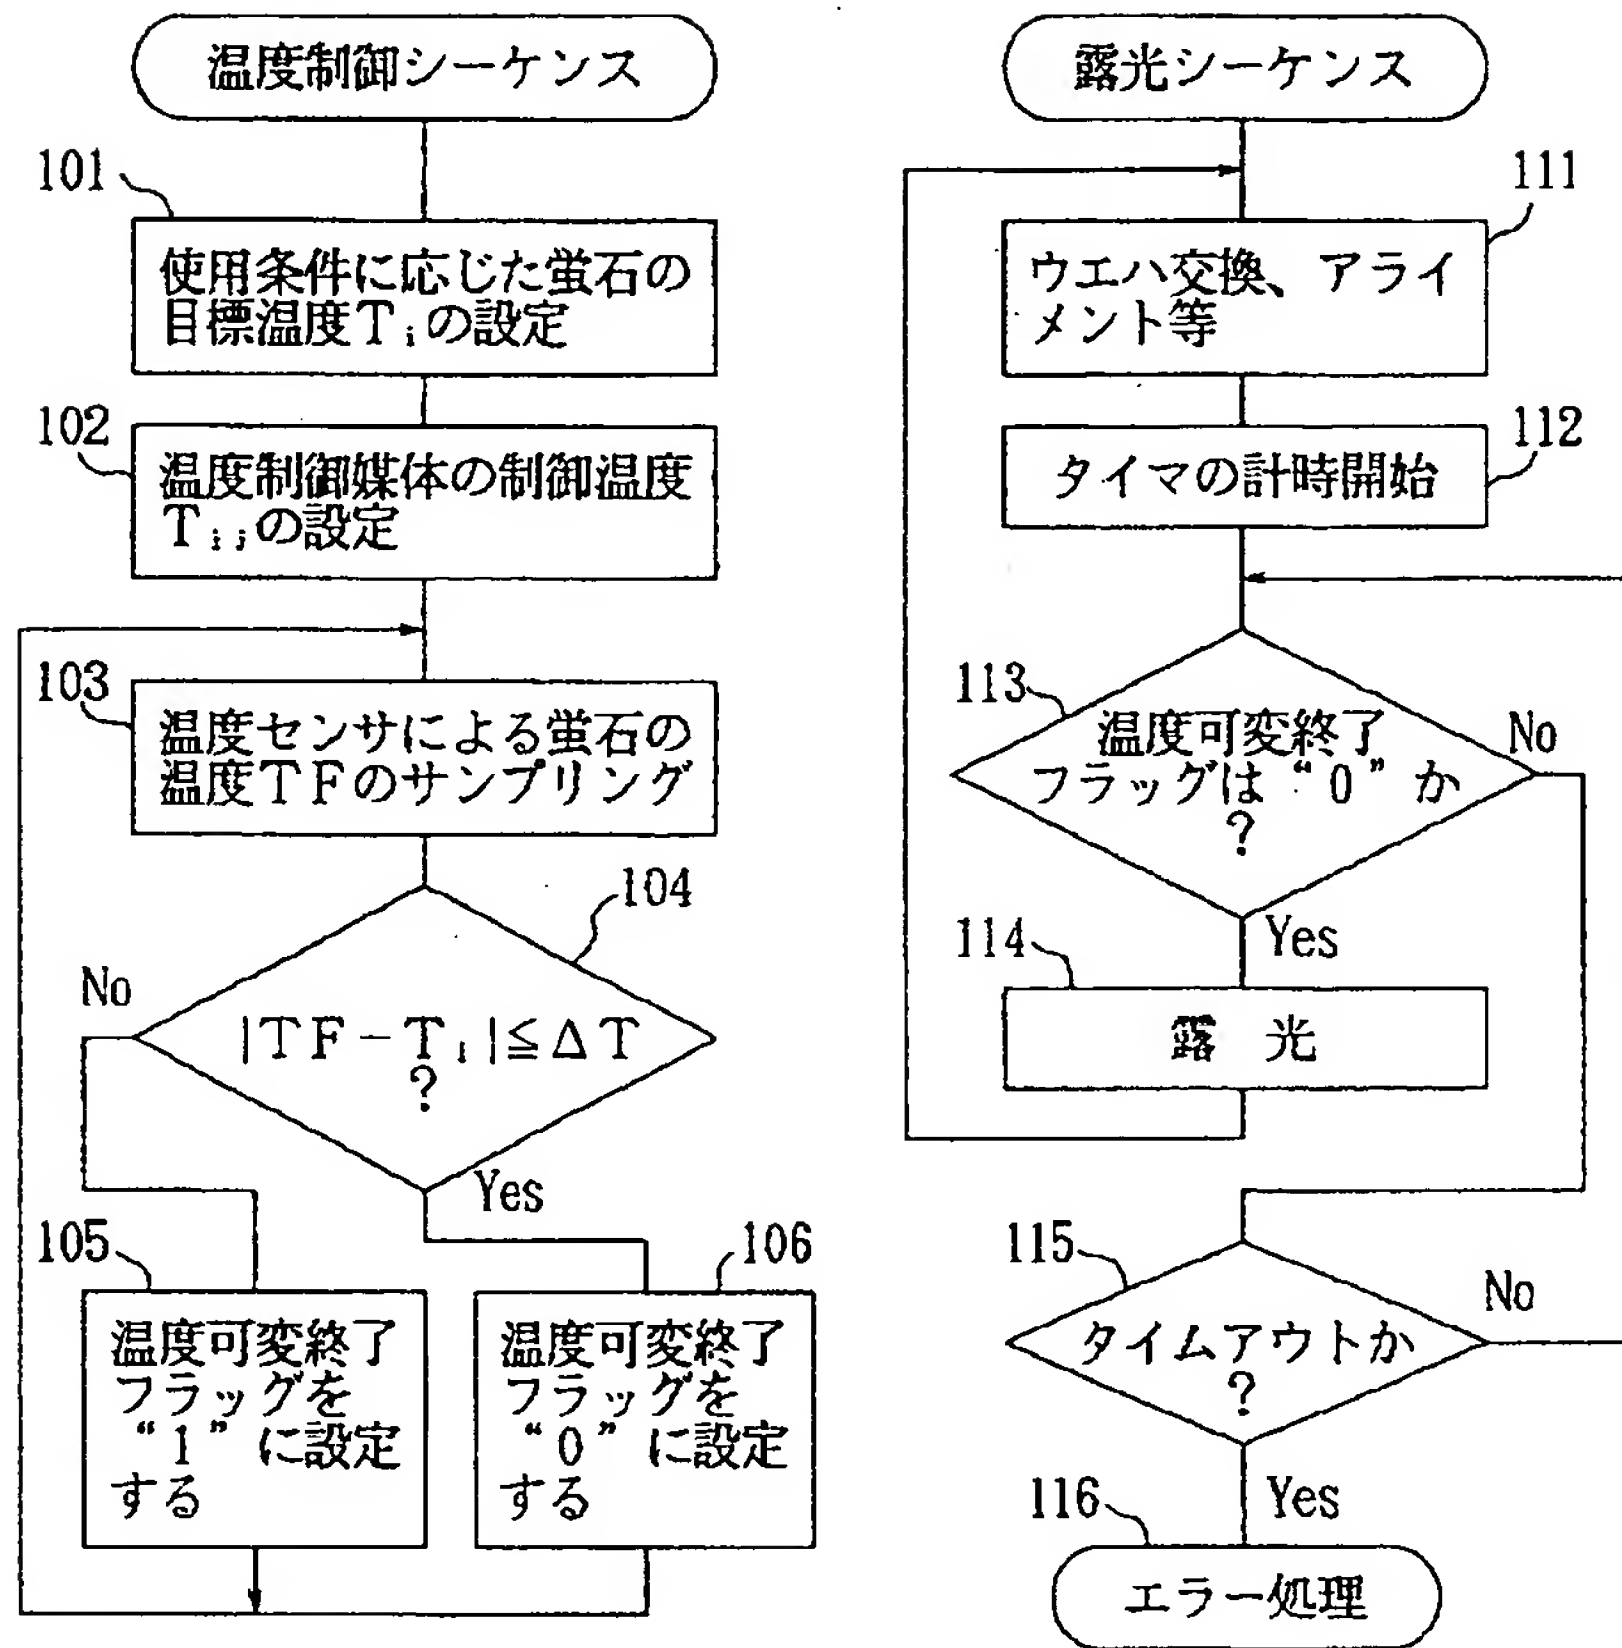 温度制御シーケンス
101
使用条件に応じた蛍石の
目標温度Tiの設定
102
温度制御媒体の制御温度
Tijの設定
103
温度センサによる蛍石の
温度TFのサンプリング
104
|TF－Ti|≦ΔT
?
No
Yes
105
温度可変終了
フラッグを
“1”に設定
する
106
温度可変終了
フラッグを
“0”に設定
する
露光シーケンス
111
ウエハ交換、アライ
メント等
112
タイマの計時開始
113
温度可変終了
フラッグは“0”か
?
No
Yes
114
露 光
115
タイムアウトか
?
No
Yes
116
エラー処理